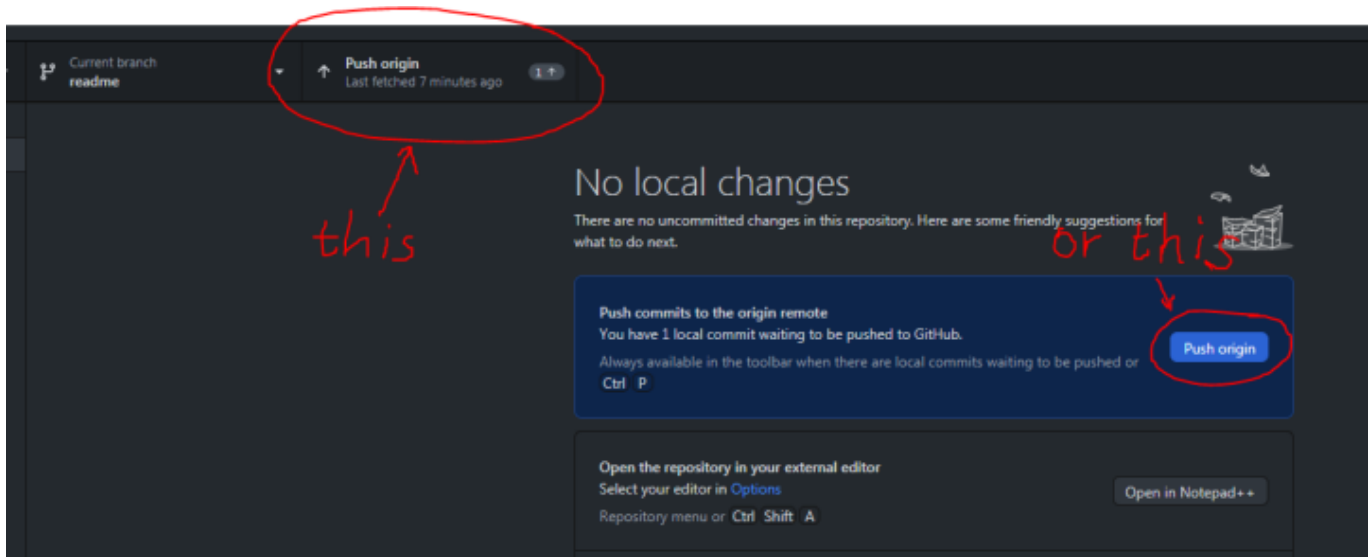 Current branch
readme
Push origin
Last fetched 7 minutes ago
1
this
No local changes
There are no uncommitted changes in this repository. Here are some friendly suggestions for
what to do next.
or this
Push commits to the origin remote
You have 1 local commit waiting to be pushed to GitHub.
Always available in the toolbar when there are local commits waiting to be pushed or
Ctrl P
Push origin
Open the repository in your external editor
Select your editor in Options
Repository menu or Ctrl Shift A
Open in Notepad++